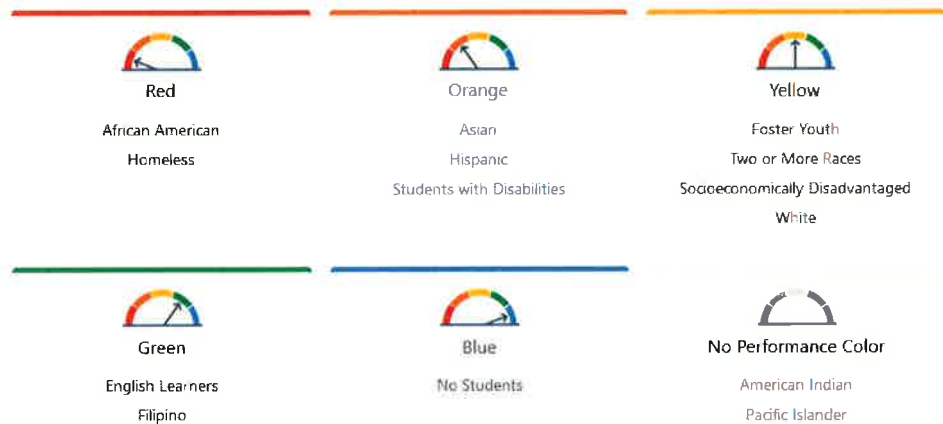 Red
African American
Homeless
Orange
Asian
Hispanic
Students with Disabilities
Yellow
Foster Youth
Two or More Races
Socioeconomically Disadvantaged
White
Green
English Learners
Filipino
Blue
No Students
No Performance Color
American Indian
Pacific Islander